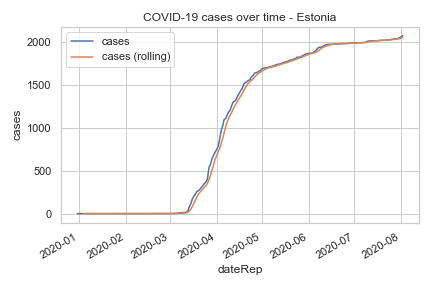 COVID-19 cases over time - Estonia
cases
cases (rolling)
2000
1500
1000
500
0
cases
2020-01
2020-02
2020-03
2020-04
2020-05
2020-06
2020-07
2020-08
dateRep